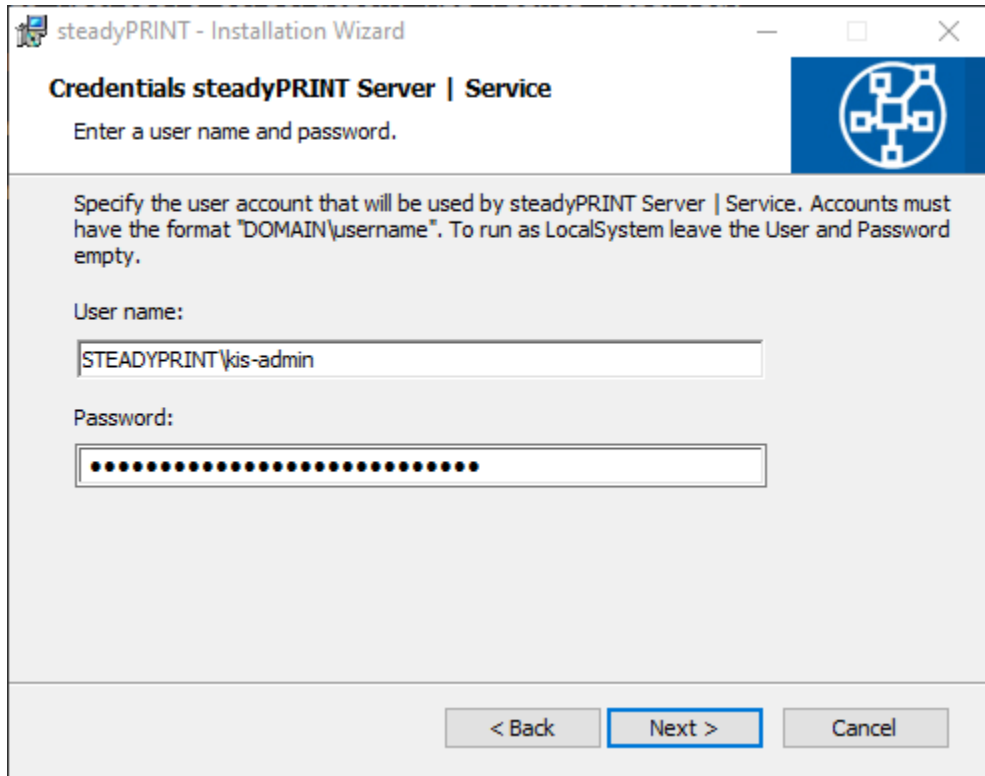 steadyPRINT - Installation Wizard
Credentials steadyPRINT Server | Service
Enter a user name and password.
Specify the user account that will be used by steadyPRINT Server | Service. Accounts must
have the format "DOMAIN\username". To run as LocalSystem leave the User and Password
empty.
User name:
STEADYPRINT\kis-admin
Password:
••••••••••••••••••••••••••••
< Back Next > Cancel